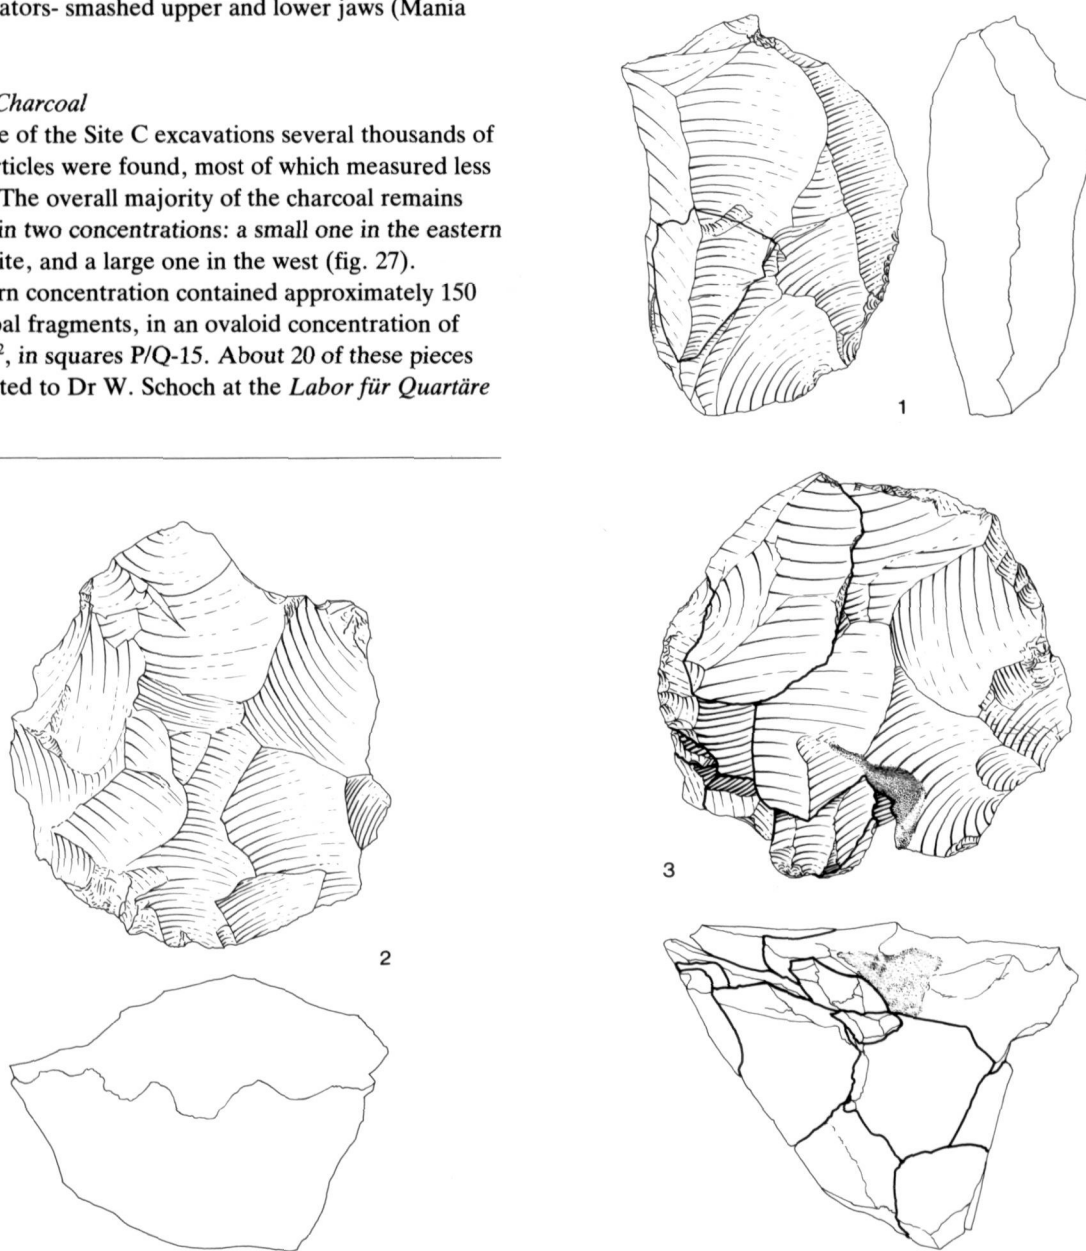 ators- smashed upper and lower jaws (Mania
Charcoal
e of the Site C excavations several thousands of
rticles were found, most of which measured less
The overall majority of the charcoal remains
in two concentrations: a small one in the eastern
ite, and a large one in the west (fig. 27).
rn concentration contained approximately 150
al fragments, in an ovaloid concentration of
², in squares P/Q-15. About 20 of these pieces
ted to Dr W. Schoch at the Labor für Quartäre
1
2
3